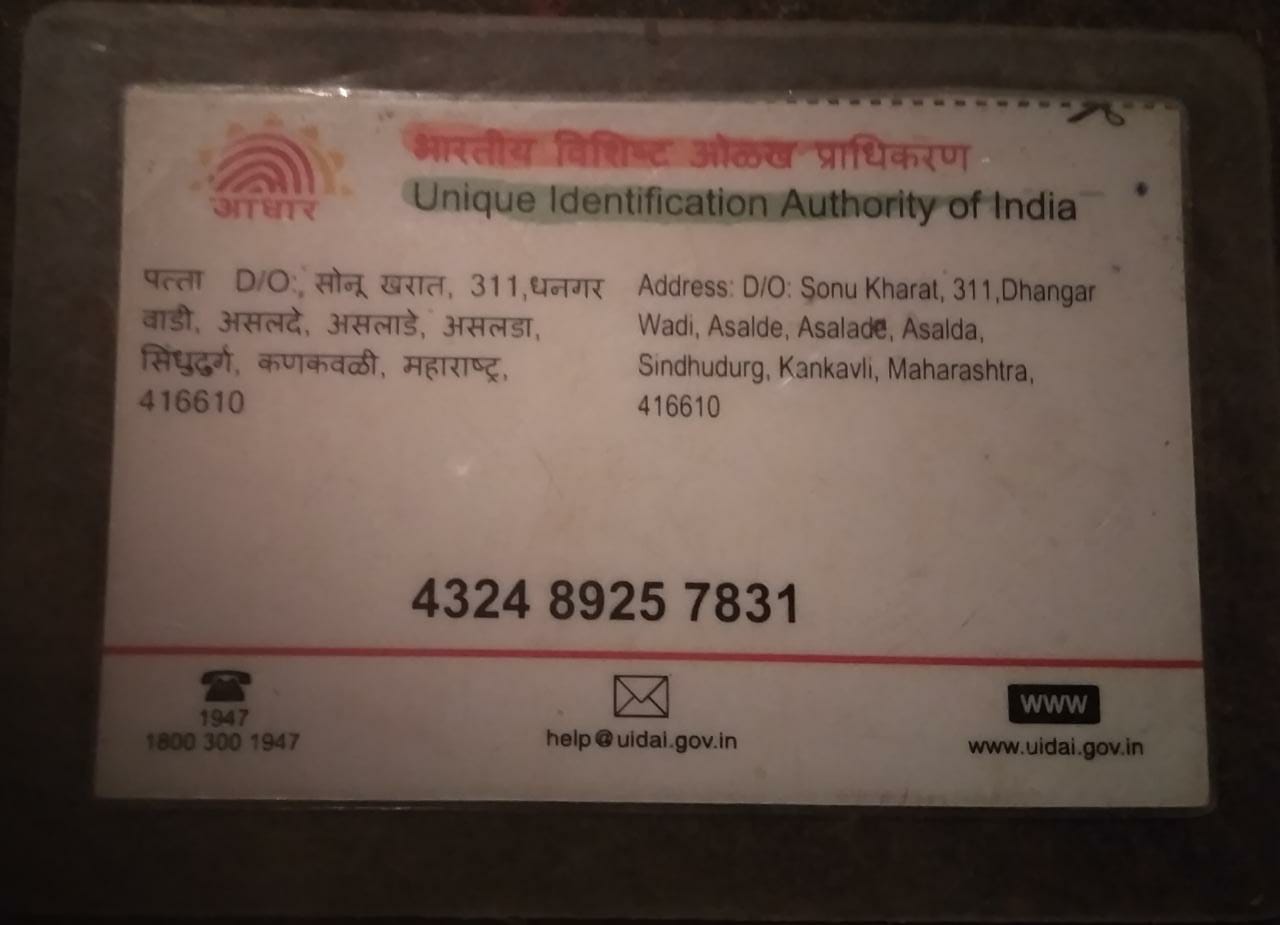 आधार
भारतीय विशिष्ट ओळख प्राधिकरण
Unique Identification Authority of India
पत्ता D/O:, सोनू खरात, 311,धनगर
वाडी, असलदे, असलाडे, असलडा,
सिंधुदुर्ग, कणकवळी, महाराष्ट्र,
416610
Address: D/O: Sonu Kharat, 311,Dhangar
Wadi, Asalde, Asalade, Asalda,
Sindhudurg, Kankavli, Maharashtra,
416610
4324 8925 7831
1947
1800 300 1947
help@uidai.gov.in
www
www.uidai.gov.in